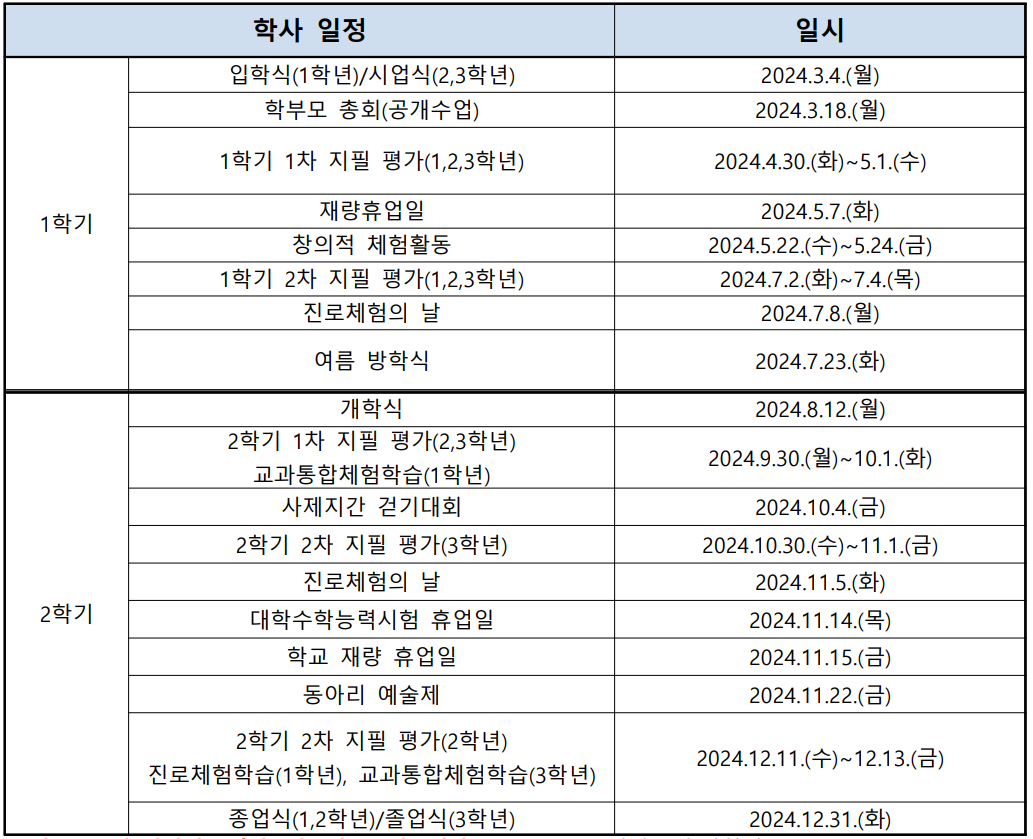 학사 일정
일시
1학기
입학식(1학년)/시업식(2,3학년)
2024.3.4.(월)
학부모 총회(공개수업)
2024.3.18.(월)
1학기 1차 지필 평가(1,2,3학년)
2024.4.30.(화)~5.1.(수)
재량휴업일
2024.5.7.(화)
창의적 체험활동
2024.5.22.(수)~5.24.(금)
1학기 2차 지필 평가(1,2,3학년)
2024.7.2.(화)~7.4.(목)
진로체험의 날
2024.7.8.(월)
여름 방학식
2024.7.23.(화)
2학기
개학식
2024.8.12.(월)
2학기 1차 지필 평가(2,3학년)
교과통합체험학습(1학년)
2024.9.30.(월)~10.1.(화)
사제지간 걷기대회
2024.10.4.(금)
2학기 2차 지필 평가(3학년)
2024.10.30.(수)~11.1.(금)
진로체험의 날
2024.11.5.(화)
대학수학능력시험 휴업일
2024.11.14.(목)
학교 재량 휴업일
2024.11.15.(금)
동아리 예술제
2024.11.22.(금)
2학기 2차 지필 평가(2학년)
진로체험학습(1학년), 교과통합체험학습(3학년)
2024.12.11.(수)~12.13.(금)
종업식(1,2학년)/졸업식(3학년)
2024.12.31.(화)